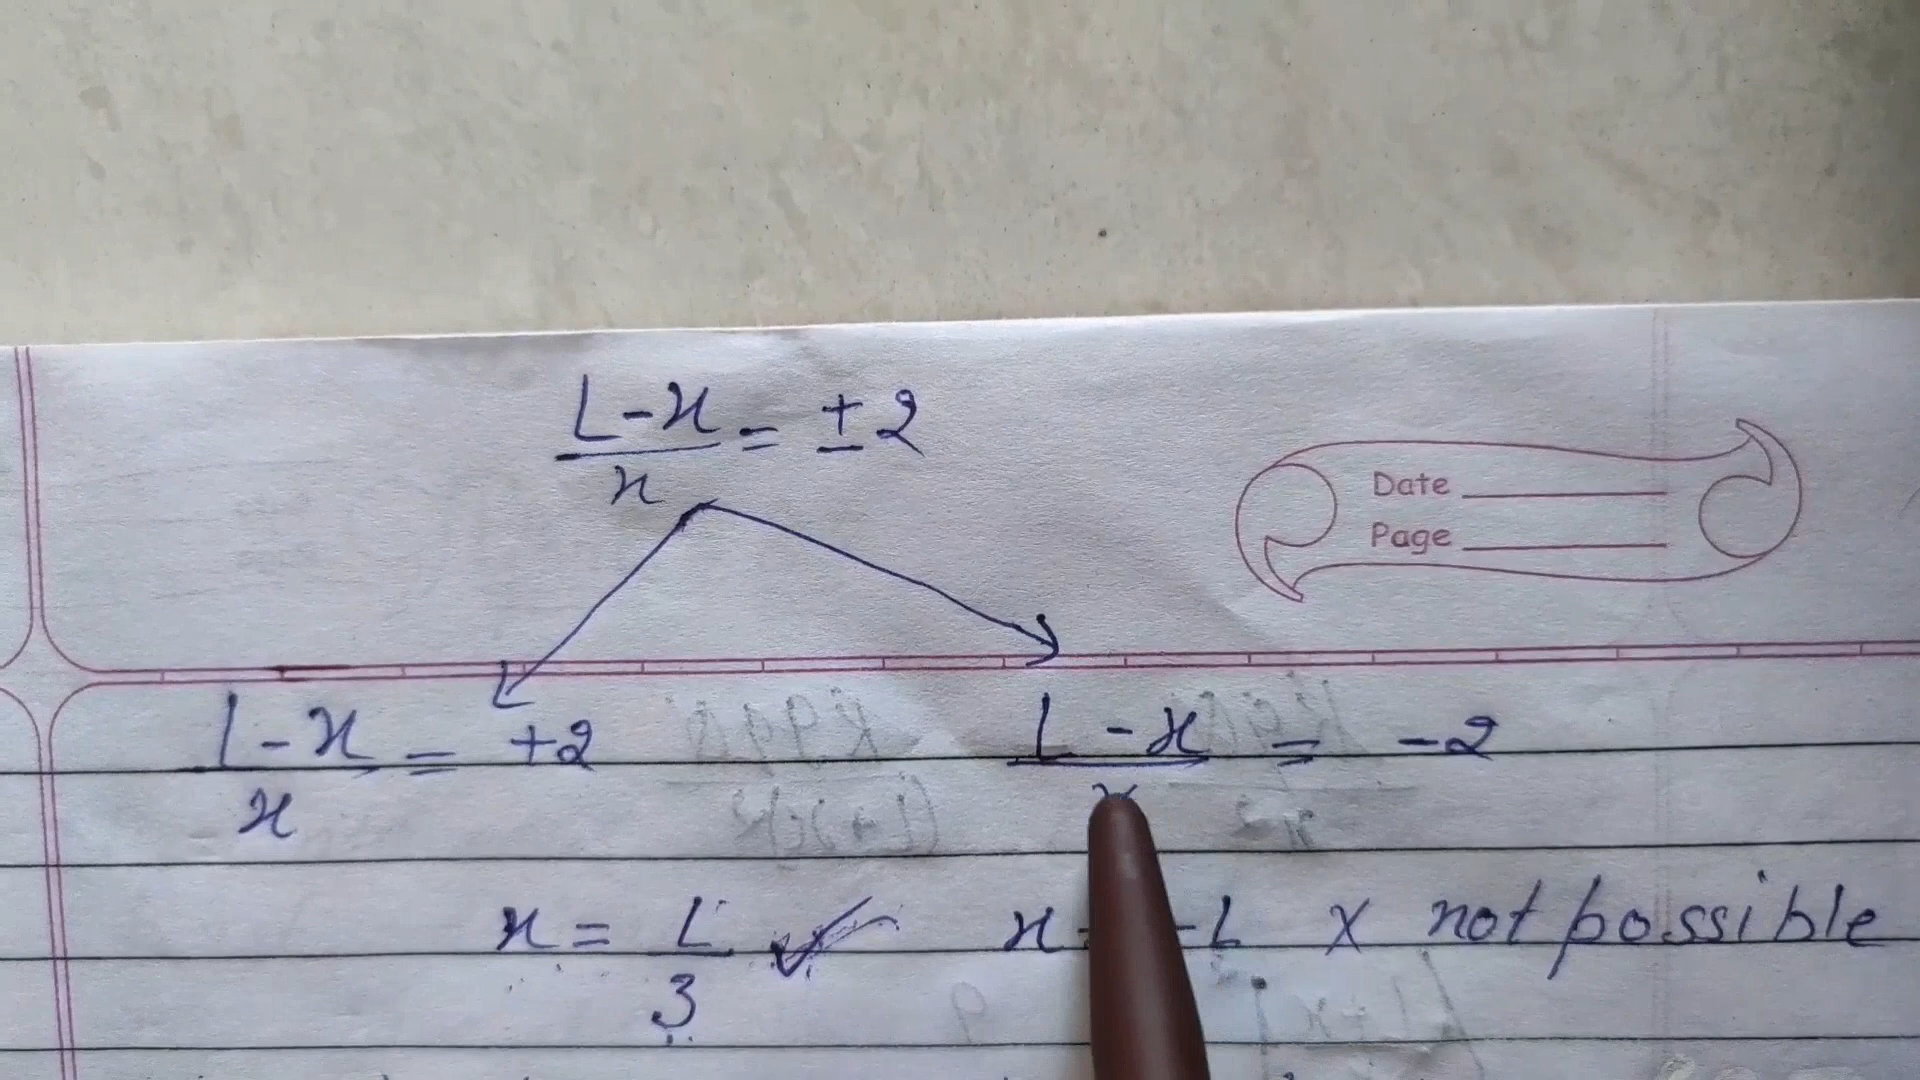 L-x/x = ±2
Date
Page
L-x/x = +2 L-x/x = -2
x = L/3 ✓ x = -L × not possible